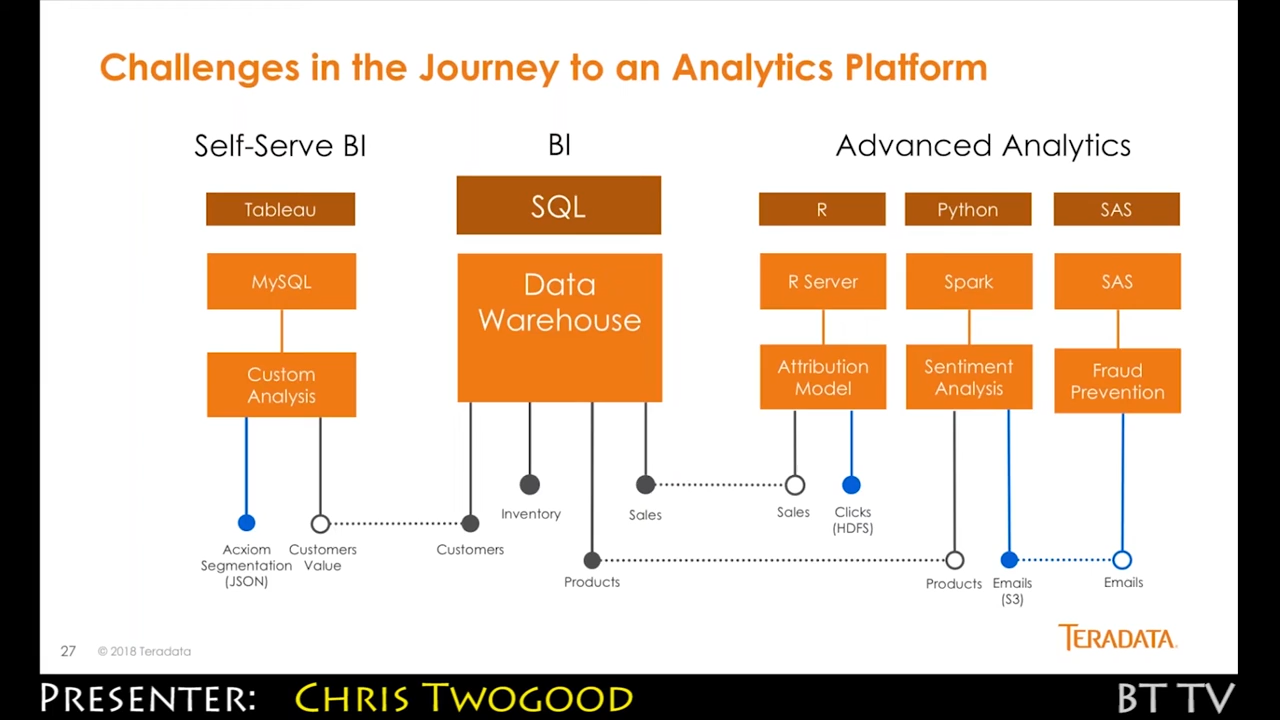 Challenges in the Journey to an Analytics Platform
Self-Serve BI
BI
Advanced Analytics
Tableau
SQL
R
Python
SAS
MySQL
Data
Warehouse
R Server
Spark
SAS
Custom
Analysis
Attribution
Model
Sentiment
Analysis
Fraud
Prevention
Acxiom
Segmentation
(JSON)
Customers
Value
Customers
Inventory
Products
Sales
Sales
Clicks
(HDFS)
Products
Emails
(S3)
Emails
27
© 2018 Teradata
TERADATA.
PRESENTER: CHRIS TWOGOOD
BT TV